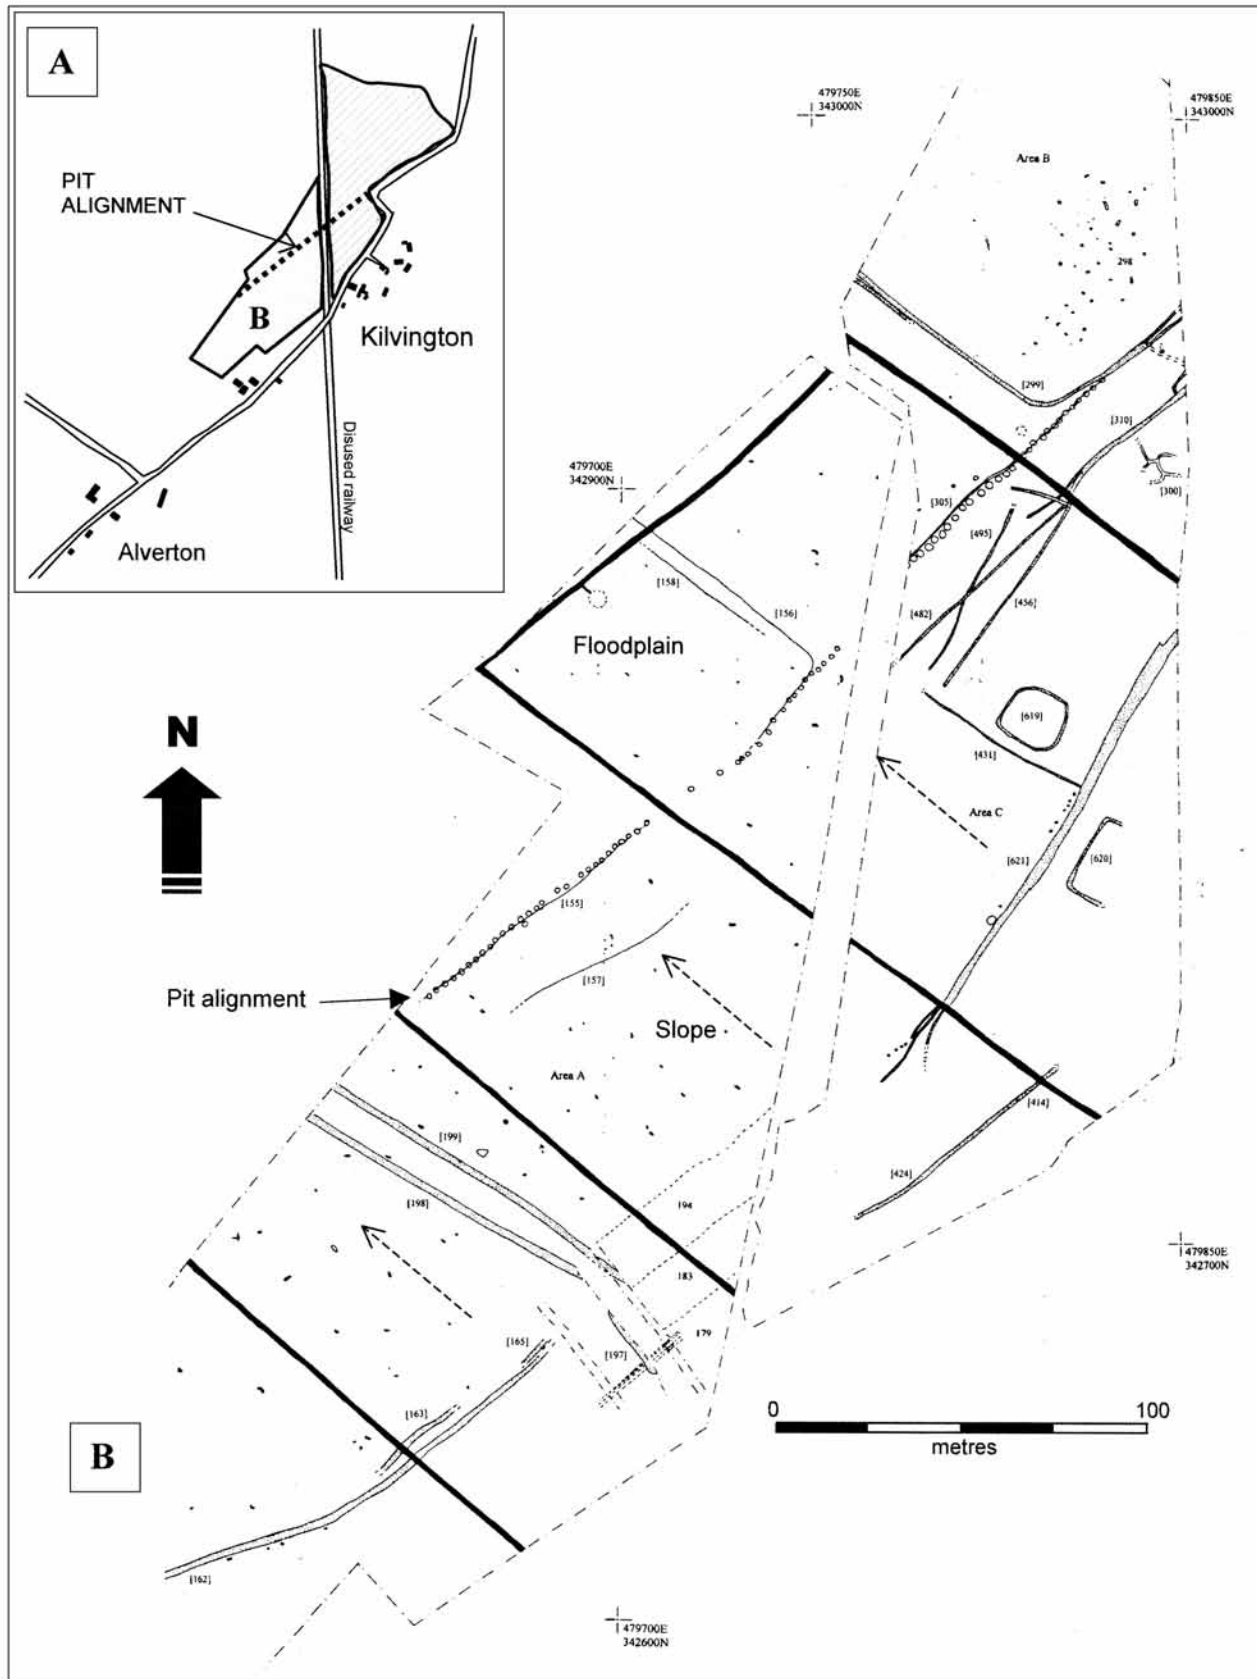 A
PIT
ALIGNMENT
B
Kilvington
Disused railway
Alverton
479750E
343000N
479850E
343000N
Area B
298
[299]
[310]
479700E
342900N
[305]
[300]
[495]
[158]
[156]
[482]
[456]
Floodplain
N
[619]
[431]
Area C
[621]
[620]
[155]
[157]
Pit alignment
Slope
Area A
[199]
[414]
[198]
[424]
194
479850E
342700N
183
179
[165]
[197]
[163]
0
100
metres
B
[162]
479700E
342600N